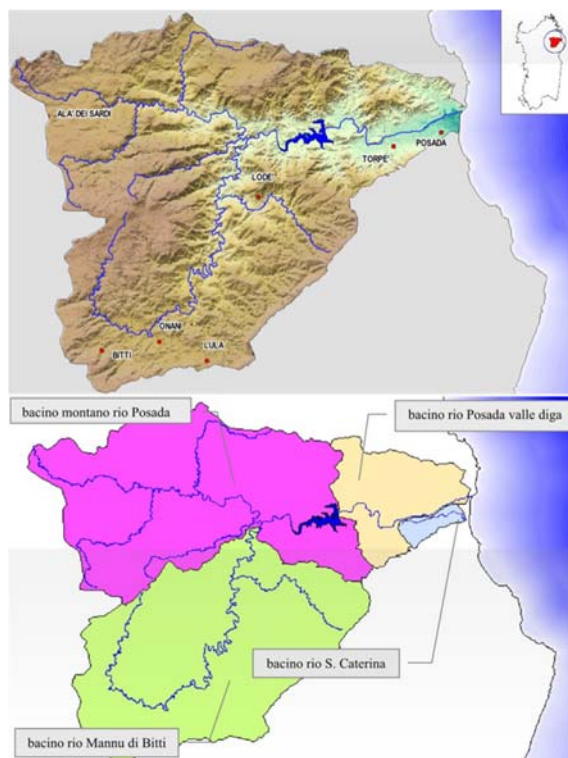 ALA' DEI SARDI
POSADA
TORPE'
LODE'
ONANI
BITTI
LULA
bacino montano rio Posada
bacino rio Posada valle diga
bacino rio S. Caterina
bacino rio Mannu di Bitti